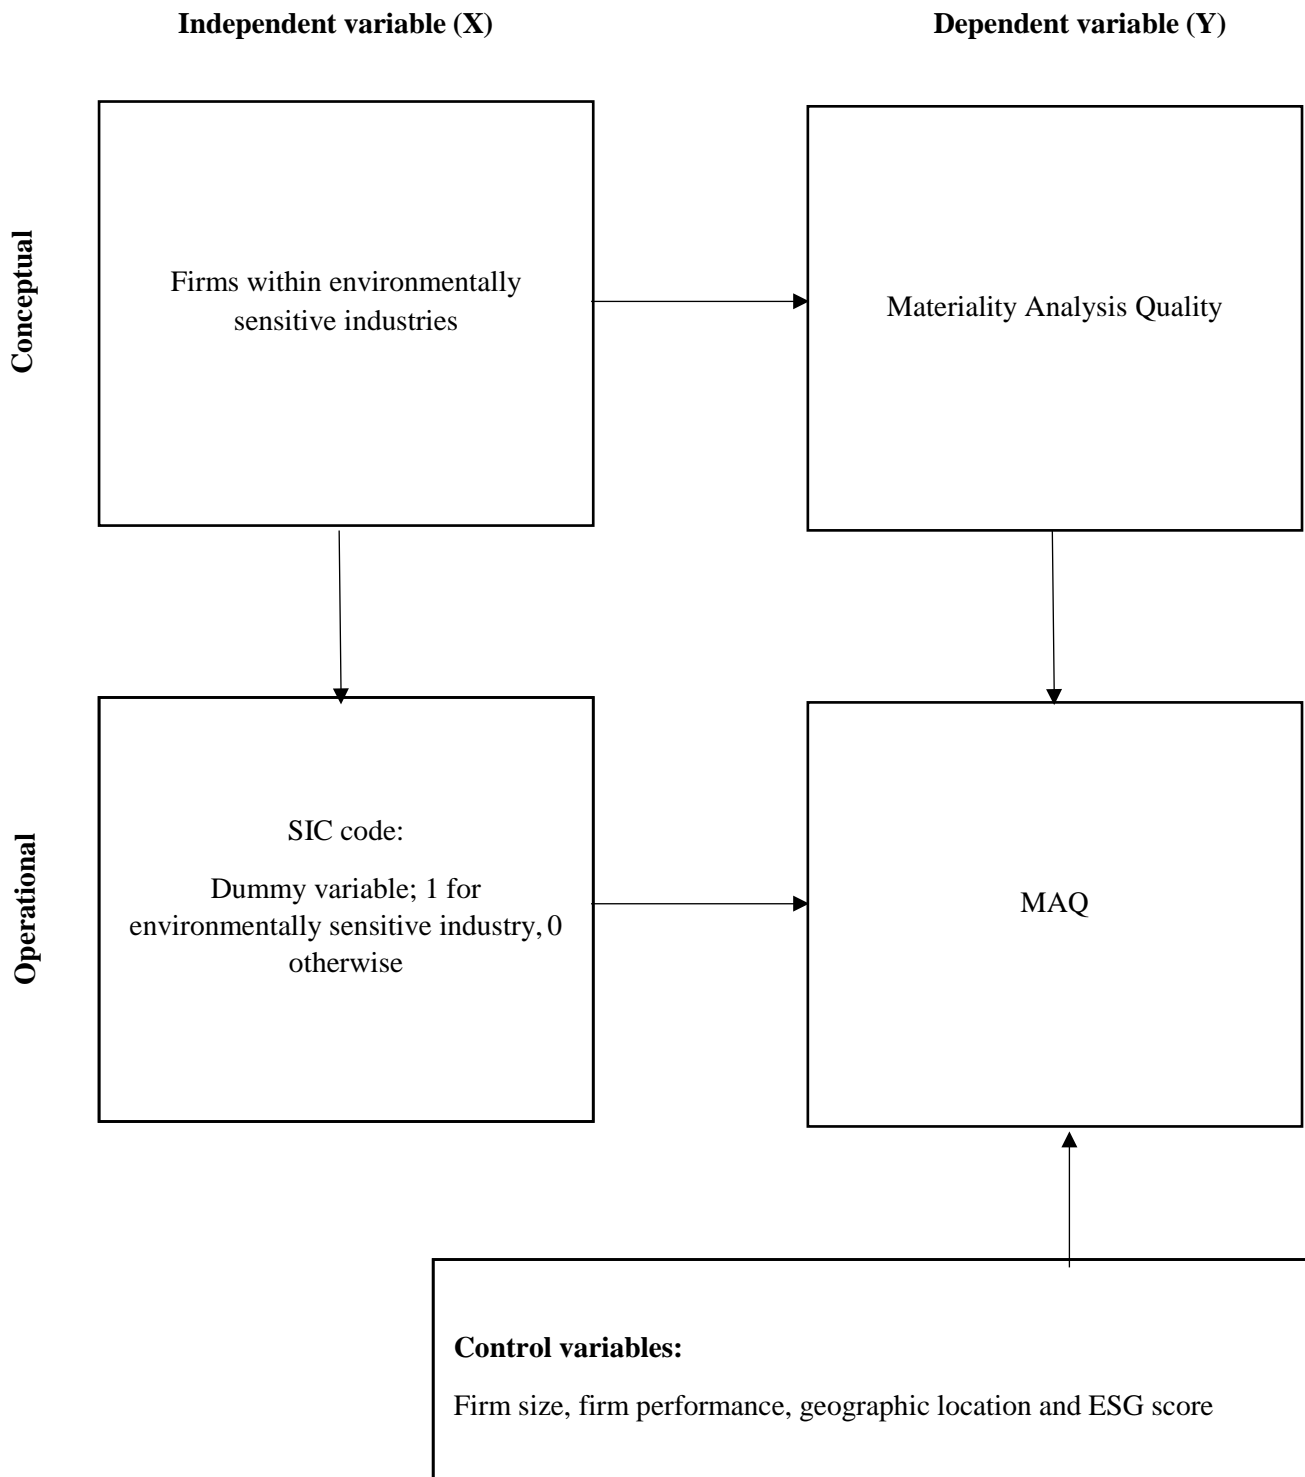 Independent variable (X)
Dependent variable (Y)
Conceptual
Firms within environmentally
sensitive industries
Materiality Analysis Quality
Operational
SIC code:
Dummy variable; 1 for
environmentally sensitive industry, 0
otherwise
MAQ
Control variables:
Firm size, firm performance, geographic location and ESG score